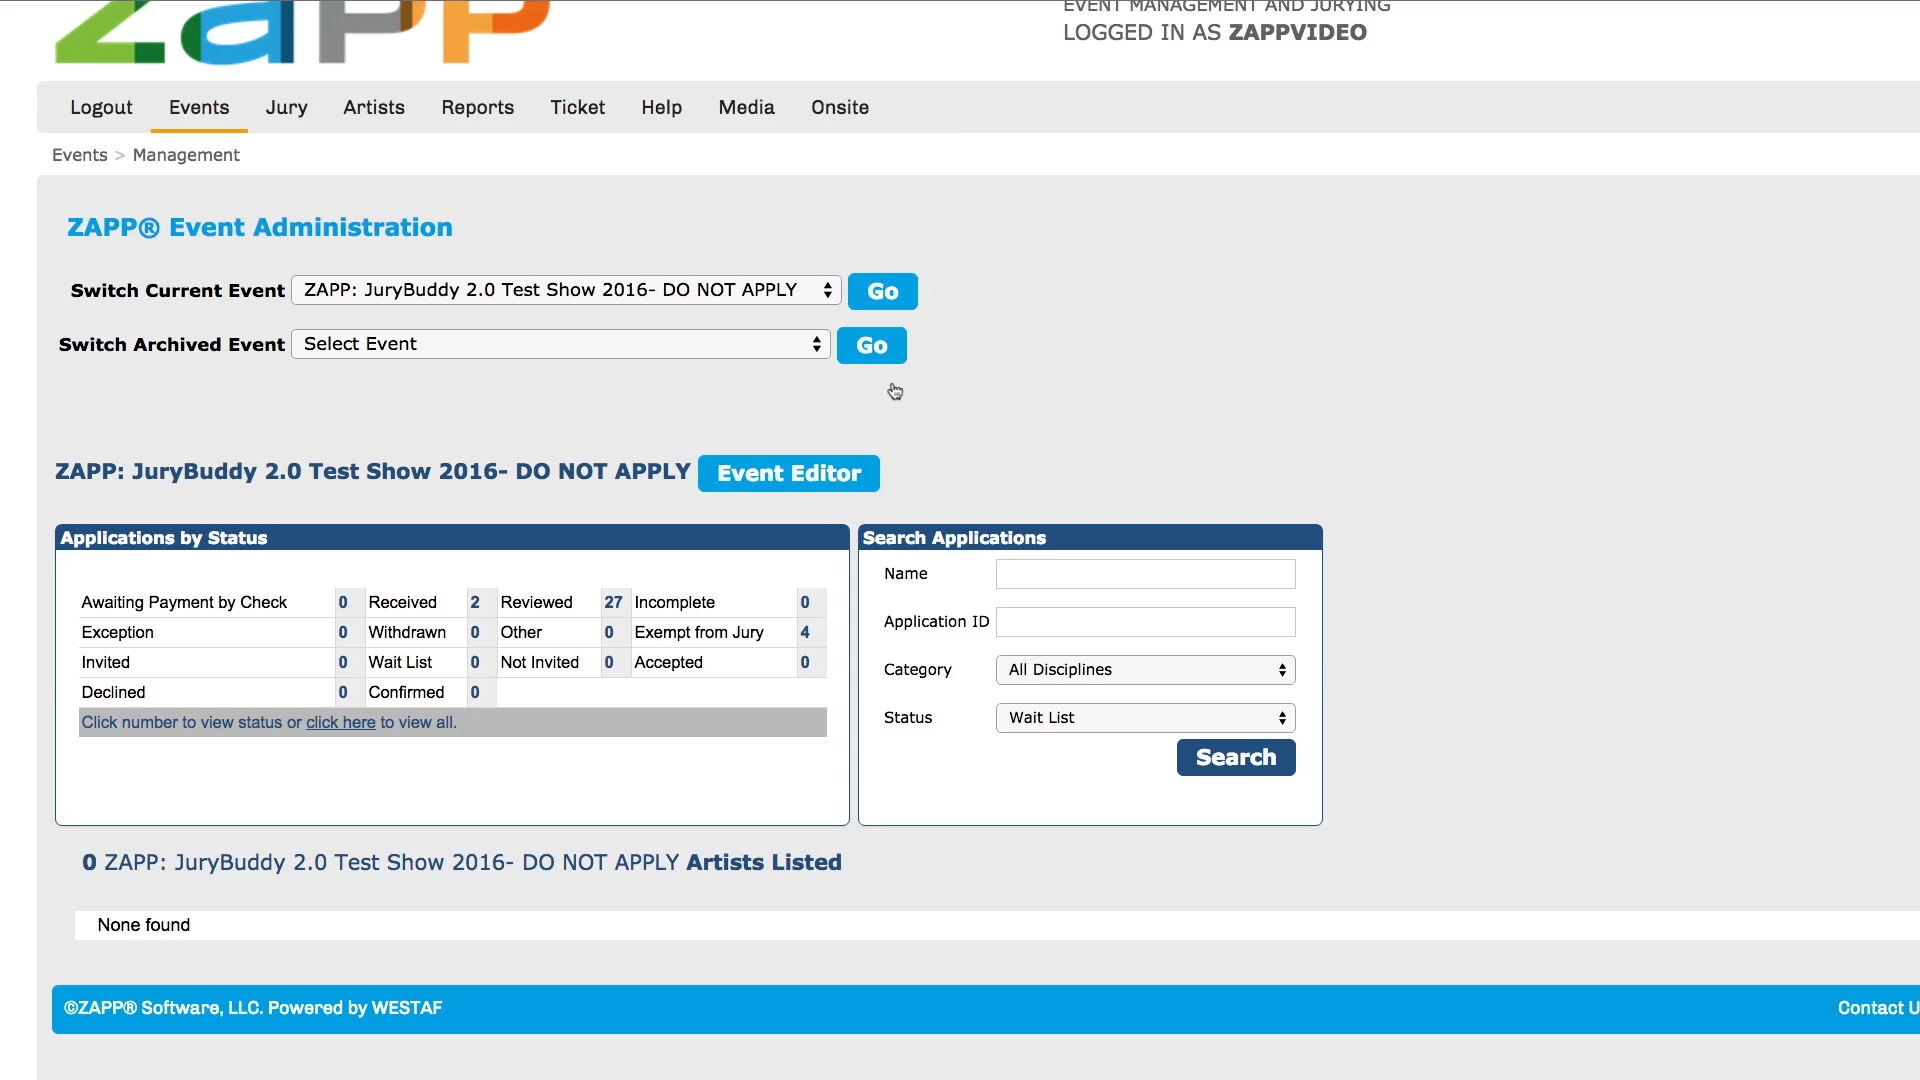 zapp
EVENT MANAGEMENT AND JURYING
LOGGED IN AS ZAPPVIDEO
Logout Events Jury Artists Reports Ticket Help Media Onsite
Events > Management
ZAPP® Event Administration
Switch Current Event ZAPP: JuryBuddy 2.0 Test Show 2016- DO NOT APPLY Go
Switch Archived Event Select Event Go
ZAPP: JuryBuddy 2.0 Test Show 2016- DO NOT APPLY Event Editor
Applications by Status
Awaiting Payment by Check 0 Received 2 Reviewed 27 Incomplete 0
Exception 0 Withdrawn 0 Other 0 Exempt from Jury 4
Invited 0 Wait List 0 Not Invited 0 Accepted 0
Declined 0 Confirmed 0
Click number to view status or click here to view all.
Search Applications
Name
Application ID
Category All Disciplines
Status Wait List
Search
0 ZAPP: JuryBuddy 2.0 Test Show 2016- DO NOT APPLY Artists Listed
None found
©ZAPP® Software, LLC. Powered by WESTAF
Contact U